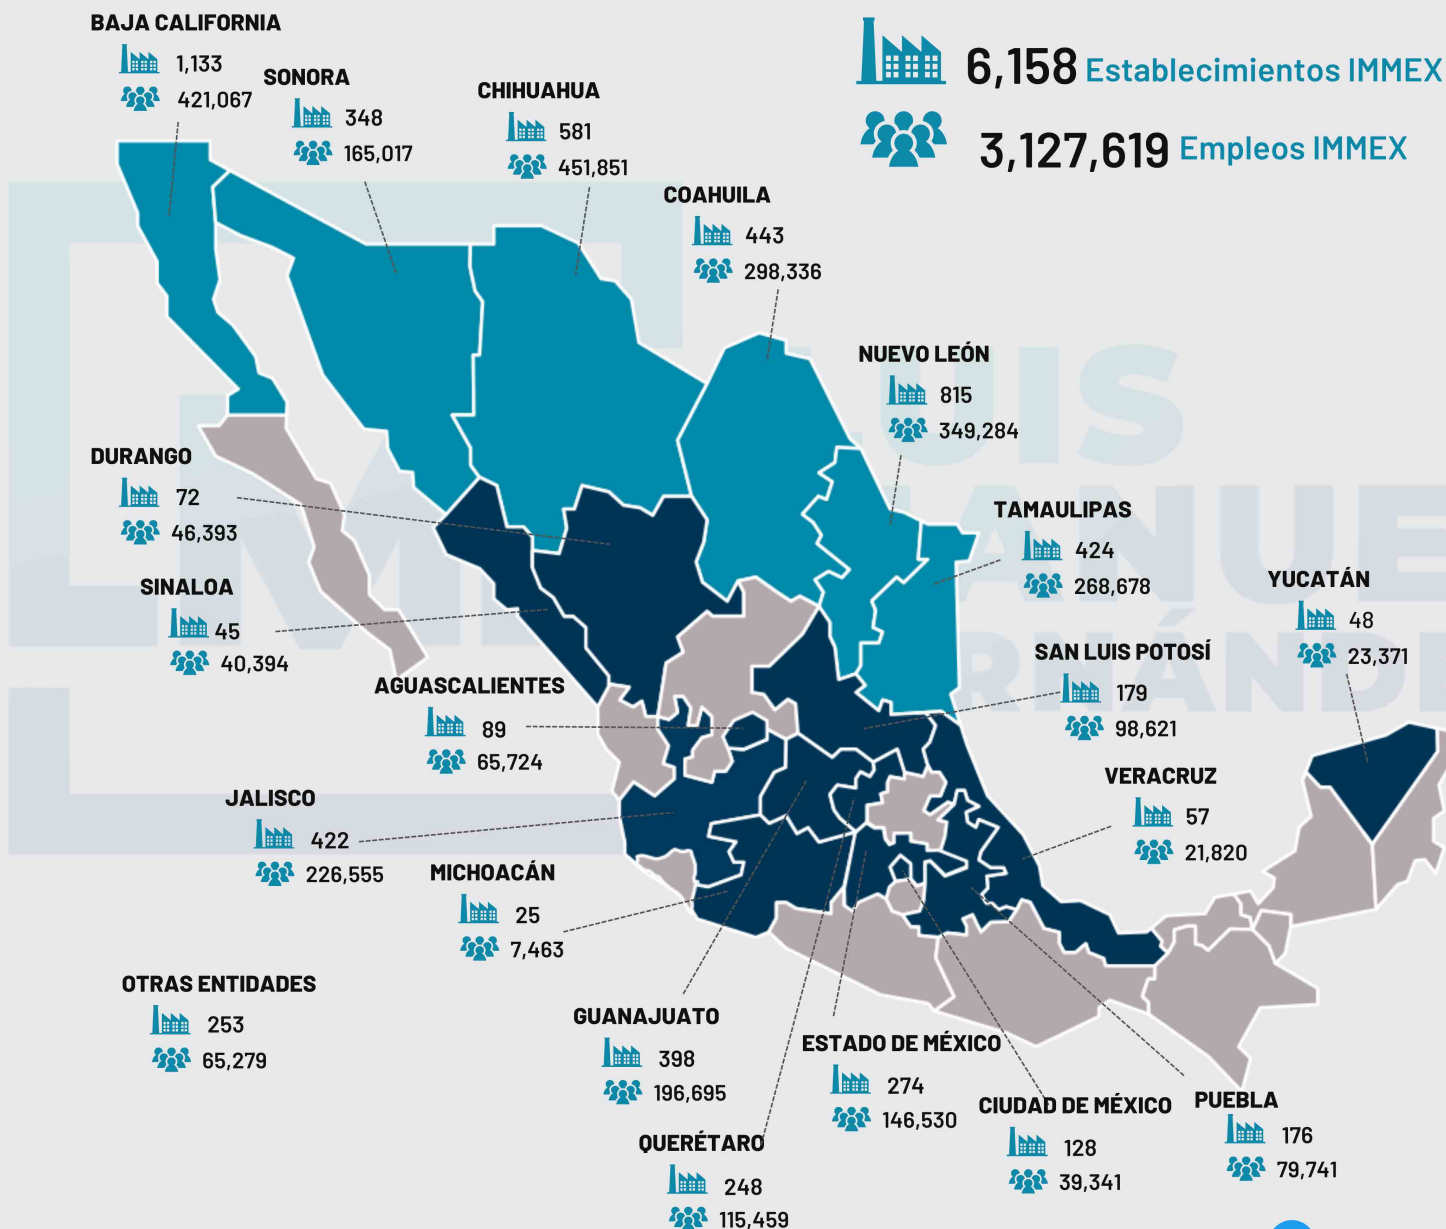 6,158 Establecimientos IMMEX
3,127,619 Empleos IMMEX
BAJA CALIFORNIA
1,133
421,067
SONORA
348
165,017
CHIHUAHUA
581
451,851
COAHUILA
443
298,336
NUEVO LEÓN
815
349,284
DURANGO
72
46,393
TAMAULIPAS
424
268,678
SINALOA
45
40,394
YUCATÁN
48
23,371
SAN LUIS POTOSÍ
179
98,621
AGUASCALIENTES
89
65,724
VERACRUZ
57
21,820
JALISCO
422
226,555
MICHOACÁN
25
7,463
OTRAS ENTIDADES
253
65,279
GUANAJUATO
398
196,695
ESTADO DE MÉXICO
274
146,530
CIUDAD DE MÉXICO
128
39,341
PUEBLA
176
79,741
QUERÉTARO
248
115,459
LUIS